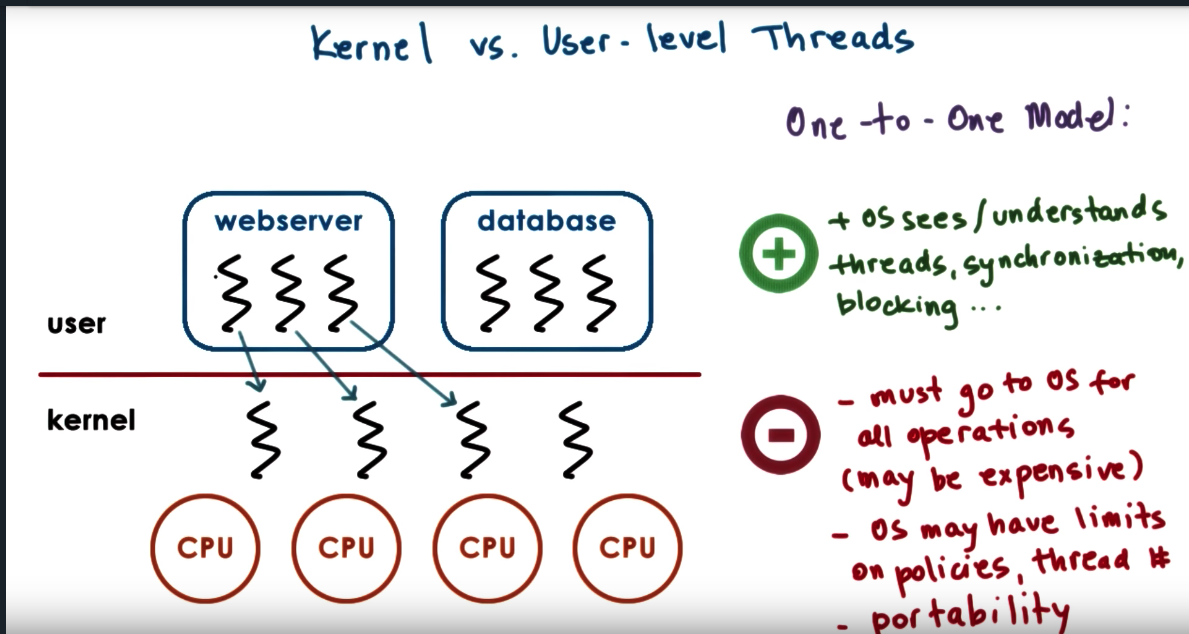 Kernel vs. User-level Threads
One-to-One Model:
webserver
database
user
kernel
CPU CPU CPU CPU
+ OS sees/understands
threads, synchronization,
blocking ...
- must go to OS for
all operations
(may be expensive)
- OS may have limits
on policies, thread #
- portability